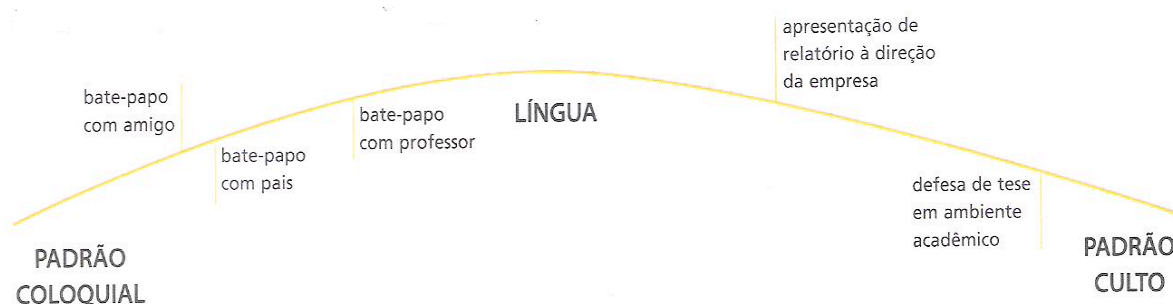 bate-papo
com amigo
bate-papo
com pais
bate-papo
com professor
LÍNGUA
apresentação de
relatório à direção
da empresa
defesa de tese
em ambiente
acadêmico
PADRÃO
COLOQUIAL
PADRÃO
CULTO